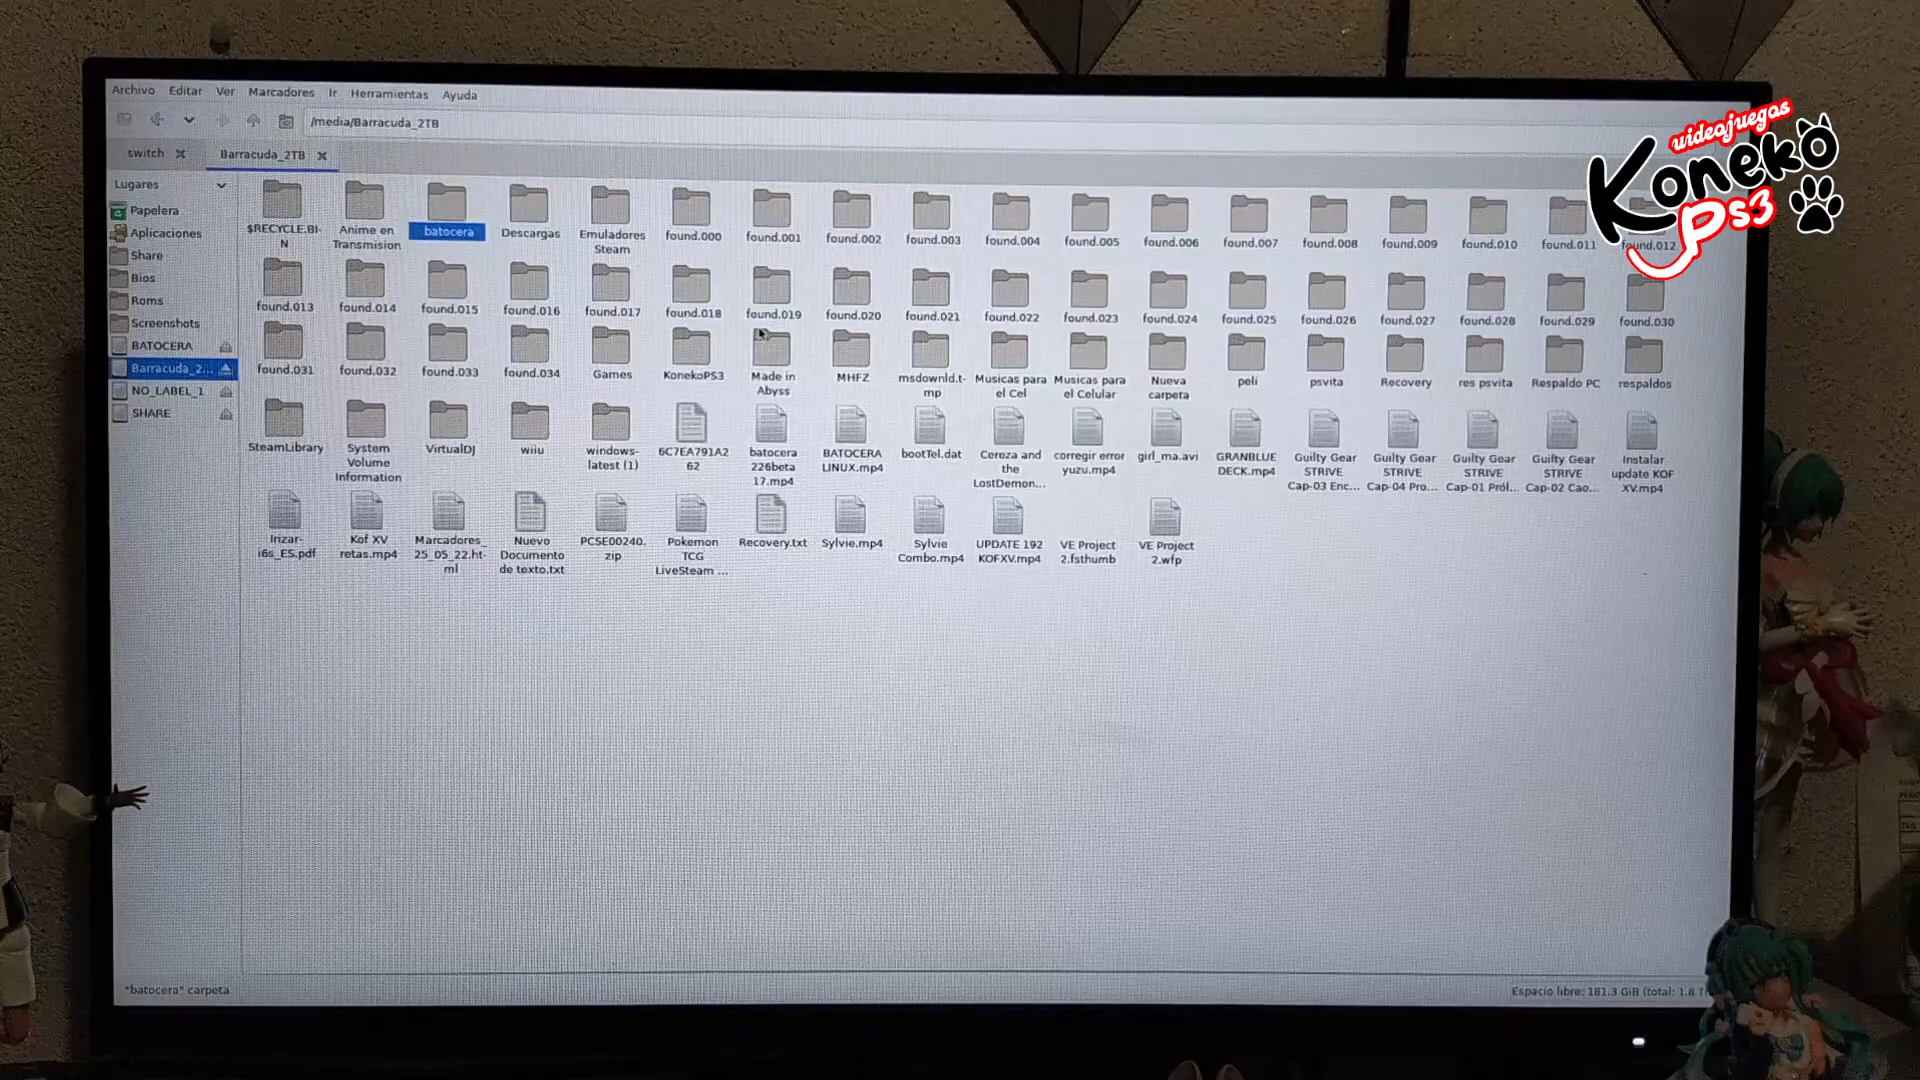 Archivo Editar Ver Marcadores Ir Herramientas Ayuda
/media/Barracuda_2TB
switch Barracuda_2TB
videojuegos
Koneko
Ps3
Lugares
Papelera
Aplicaciones
Share
Bios
Roms
Screenshots
BATOCERA
Barracuda_2...
NO_LABEL_1
SHARE
$RECYCLE.BI-
N
Anime en
Transmision
batocera
Descargas
Emuladores
Steam
found.000
found.001
found.002
found.003
found.004
found.005
found.006
found.007
found.008
found.009
found.010
found.011
found.012
found.013
found.014
found.015
found.016
found.017
found.018
found.019
found.020
found.021
found.022
found.023
found.024
found.025
found.026
found.027
found.028
found.029
found.030
found.031
found.032
found.033
found.034
Games
KonekoPS3
Made in
Abyss
MHFZ
msdownld.t-
mp
Musicas para
el Cel
Musicas para
el Celular
Nueva
carpeta
peli
psvita
Recovery
res psvita
Respaldo PC
respaldos
SteamLibrary
System
Volume
Information
VirtualDJ
wiiu
windows-
latest (1)
6C7EA791A2
62
batocera
226beta
17.mp4
BATOCERA
LINUX.mp4
bootTel.dat
Cereza and
the
LostDemon...
corregir error
yuzu.mp4
girl_ma.avi
GRANBLUE
DECK.mp4
Guilty Gear
STRIVE
Cap-03 Enc...
Guilty Gear
STRIVE
Cap-04 Pro...
Guilty Gear
STRIVE
Cap-01 Pról...
Guilty Gear
STRIVE
Cap-02 Cao...
Instalar
update KOF
XV.mp4
Irizar-
i6s_ES.pdf
Kof XV
retas.mp4
Marcadores_
25_05_22.ht-
ml
Nuevo
Documento
de texto.txt
PCSE00240.
zip
Pokemon
TCG
LiveSteam ...
Recovery.txt
Sylvie.mp4
Sylvie
Combo.mp4
UPDATE 192
KOFXV.mp4
VE Project
2.fsthumb
VE Project
2.wfp
"batocera" carpeta
Espacio libre: 181.3 GiB (total: 1.8